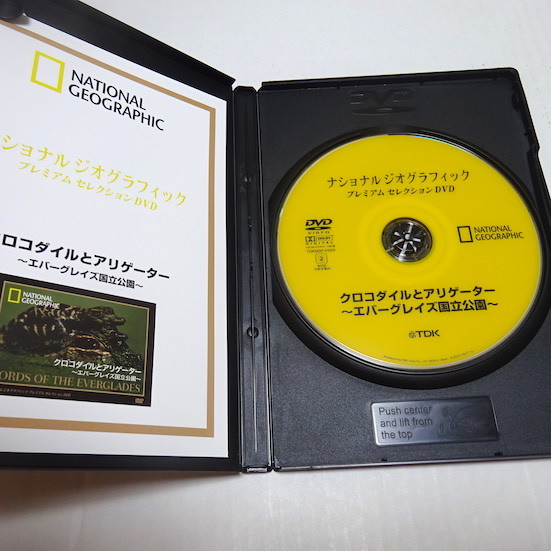 NATIONAL
GEOGRAPHIC
ナショナル ジオグラフィック
プレミアム セレクション DVD
クロコダイルとアリゲーター
～エバーグレイズ国立公園～
NATIONAL
GEOGRAPHIC
クロコダイルとアリゲーター
～エバーグレイズ国立公園～
ORDS OF THE EVERGLADES
DVD
ナショナル ジオグラフィック
プレミアム セレクション DVD
DVD
VIDEO
DIGITAL
2
NATIONAL
GEOGRAPHIC
クロコダイルとアリゲーター
～エバーグレイズ国立公園～
TDK
Push center
and lift from
the top